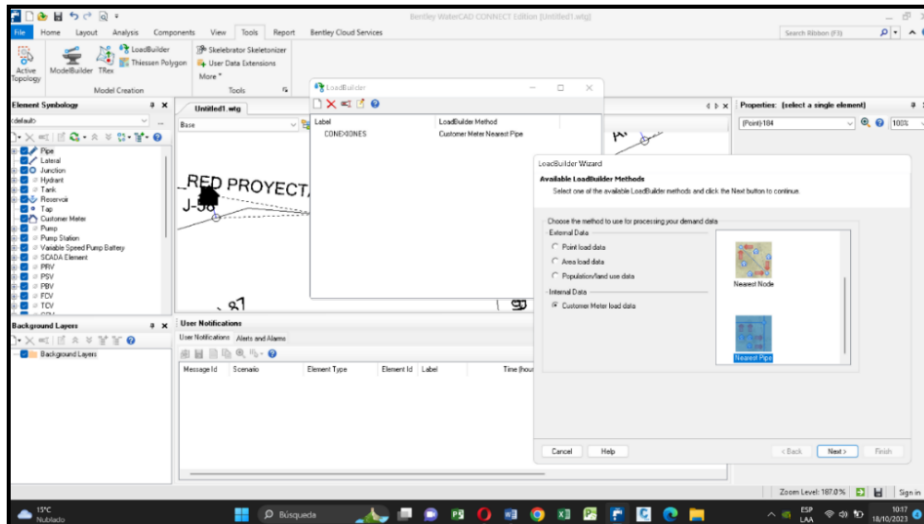 Bentley WaterCAD CONNECT Edition [Untitled1.wtg]
File Home Layout Analysis Components View Tools Report Bentley Cloud Services
Search Ribbon (F3)
Active Topology
ModelBuilder
TRex
LoadBuilder
Thiessen Polygon
Model Creation
Skelebrator Skeletonizer
User Data Extensions
More
Tools
Element Symbology
Untitled1.wtg
Properties: (select a single element)
(default)
Base
100%
Pipe
Lateral
Junction
Hydrant
Tank
Reservoir
Tap
Customer Meter
Pump
Pump Station
Variable Speed Pump Battery
SCADA Element
PRV
PSV
PBV
FCV
TCV
RED PROYECT
J-58
LoadBuilder
Label LoadBuilder Method
CONEXIONES Customer Meter Nearest Pipe
LoadBuilder Wizard
Available LoadBuilder Methods
Select one of the available LoadBuilder methods and click the Next button to continue.
Choose the method to use for processing your demand data
External Data
Point load data
Area load data
Population/land use data
Internal Data
Customer Meter load data
Nearest Node
Nearest Pipe
Cancel Help < Back Next > Finish
Background Layers
Background Layers
User Notifications
User Notifications Alerts and Alarms
Message Id Scenario Element Type Element Id Label Time (hou
Zoom Level: 187.0% Sign in
15°C
Nublado
Búsqueda
ESP
LAA
10:17
18/10/2023